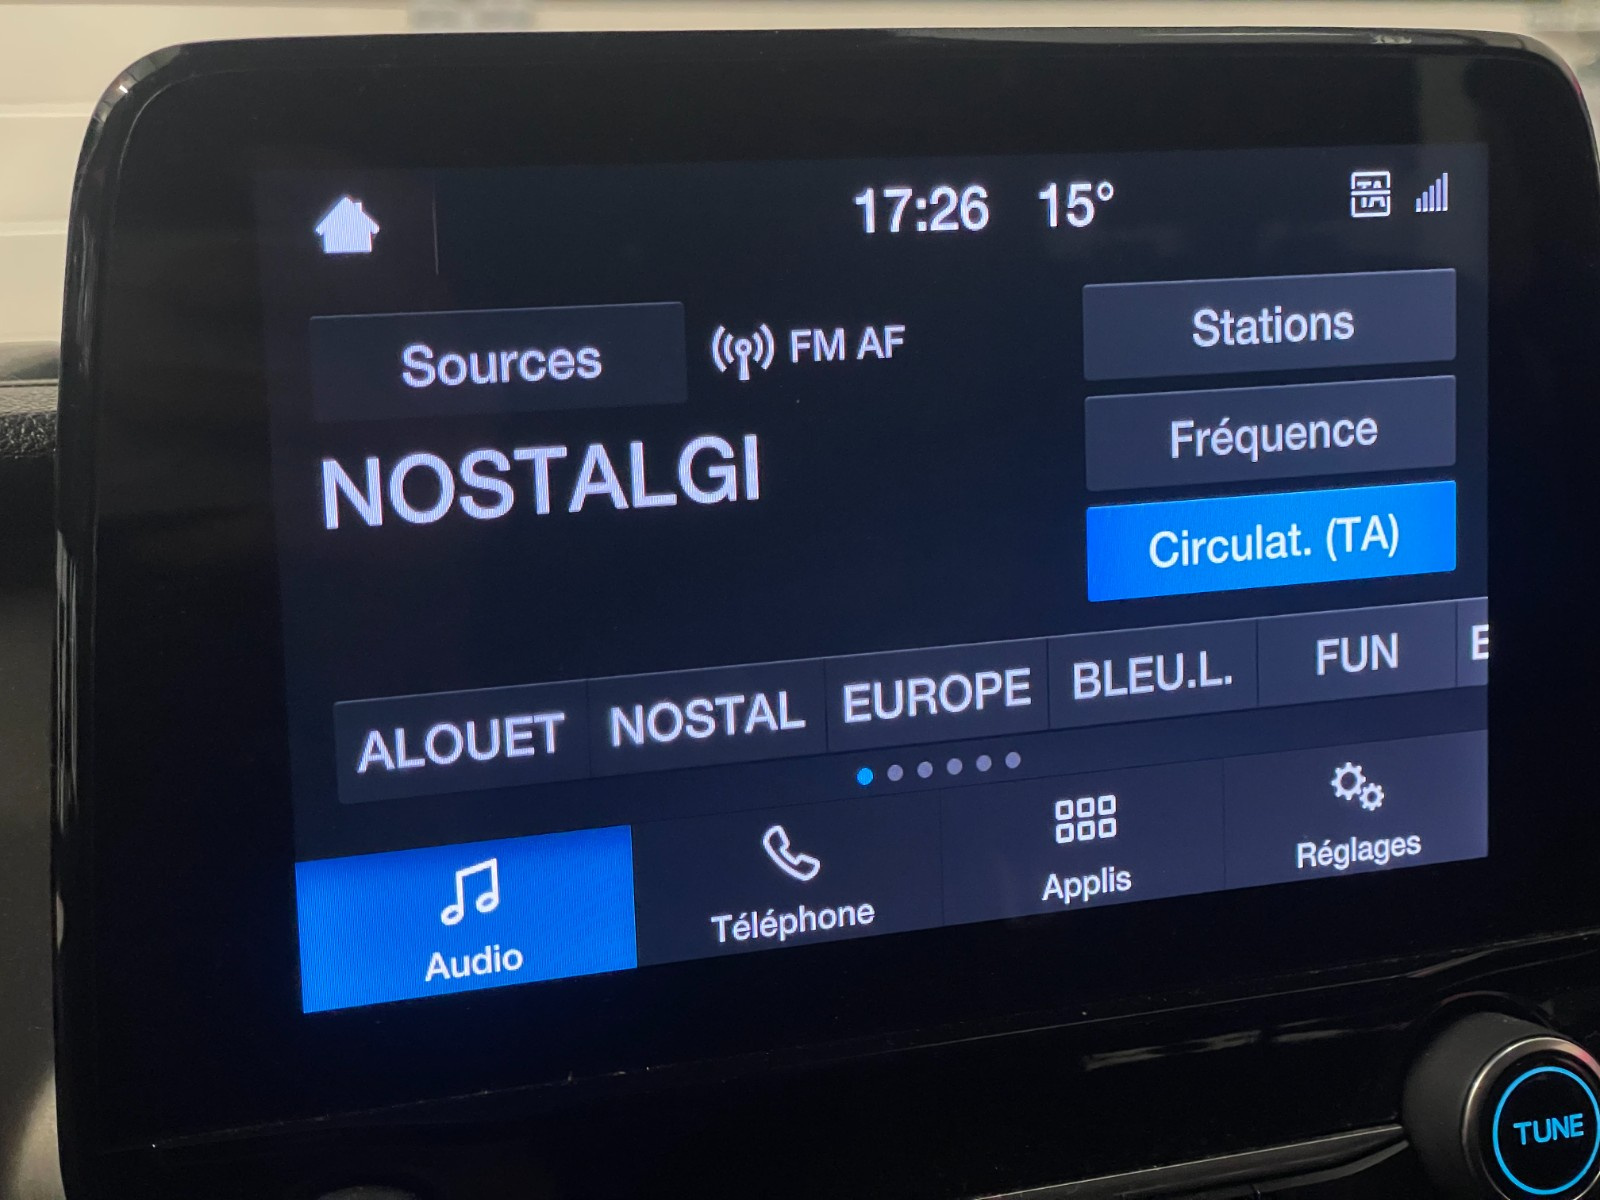 17:26 15°
TA
Sources
FM AF
Stations
Fréquence
Circulat. (TA)
NOSTALGI
ALOUET NOSTAL EUROPE BLEU.L. FUN
Audio Téléphone Applis Réglages
TUNE